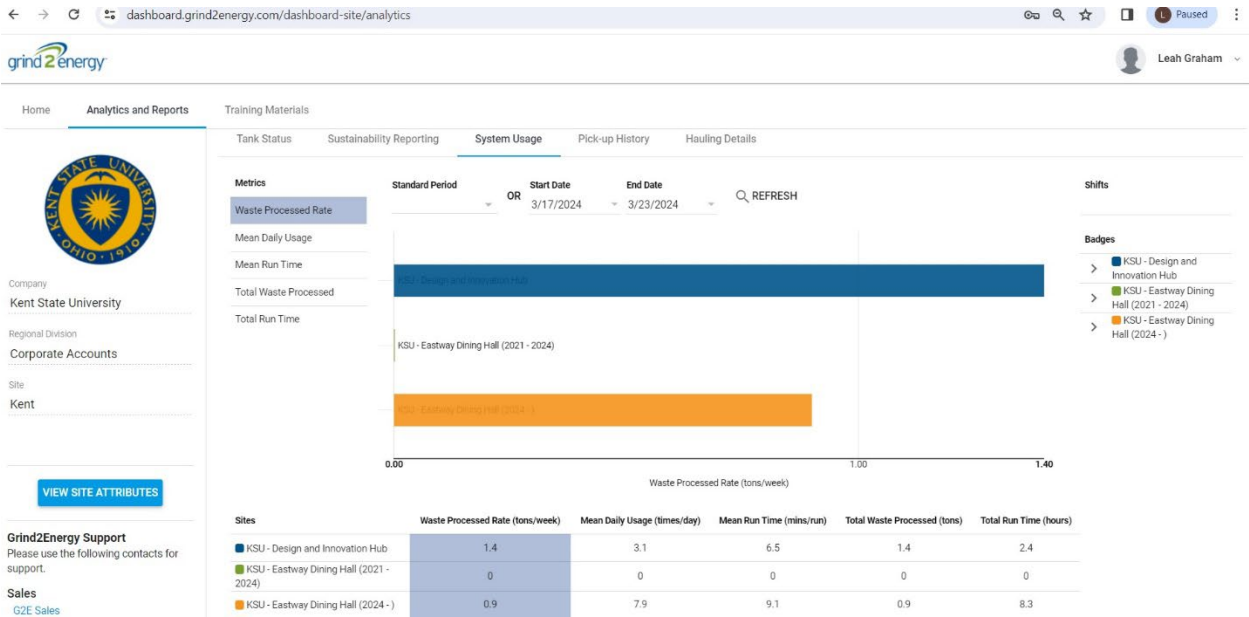 dashboard.grind2energy.com/dashboard-site/analytics
L Paused
grind2energy
Leah Graham
Home Analytics and Reports Training Materials
Tank Status Sustainability Reporting System Usage Pick-up History Hauling Details
KENT STATE UNIVERSITY
OHIO · 1910
Company
Kent State University
Regional Division
Corporate Accounts
Site
Kent
VIEW SITE ATTRIBUTES
Grind2Energy Support
Please use the following contacts for
support.
Sales
G2E Sales
Metrics
Waste Processed Rate
Mean Daily Usage
Mean Run Time
Total Waste Processed
Total Run Time
Standard Period OR Start Date End Date
3/17/2024 3/23/2024 REFRESH
KSU - Design and Innovation Hub
KSU - Eastway Dining Hall (2021 - 2024)
KSU - Eastway Dining Hall (2024 - )
0.00 1.00 1.40
Waste Processed Rate (tons/week)
Shifts
Badges
KSU - Design and
Innovation Hub
KSU - Eastway Dining
Hall (2021 - 2024)
KSU - Eastway Dining
Hall (2024 - )
Sites Waste Processed Rate (tons/week) Mean Daily Usage (times/day) Mean Run Time (mins/run) Total Waste Processed (tons) Total Run Time (hours)
KSU - Design and Innovation Hub 1.4 3.1 6.5 1.4 2.4
KSU - Eastway Dining Hall (2021 -
2024) 0 0 0 0 0
KSU - Eastway Dining Hall (2024 - ) 0.9 7.9 9.1 0.9 8.3